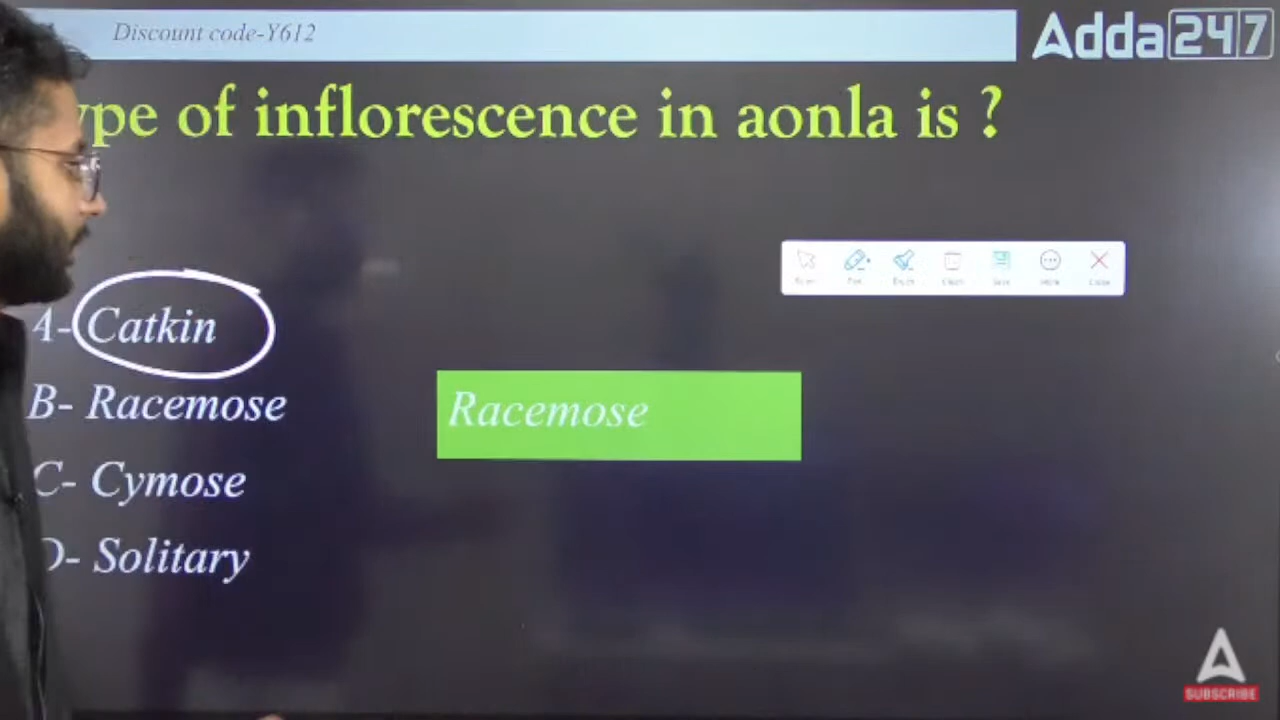 Discount code-Y612
Adda247
ype of inflorescence in aonla is ?
A- Catkin
B- Racemose
Racemose
C- Cymose
D- Solitary
SUBSCRIBE